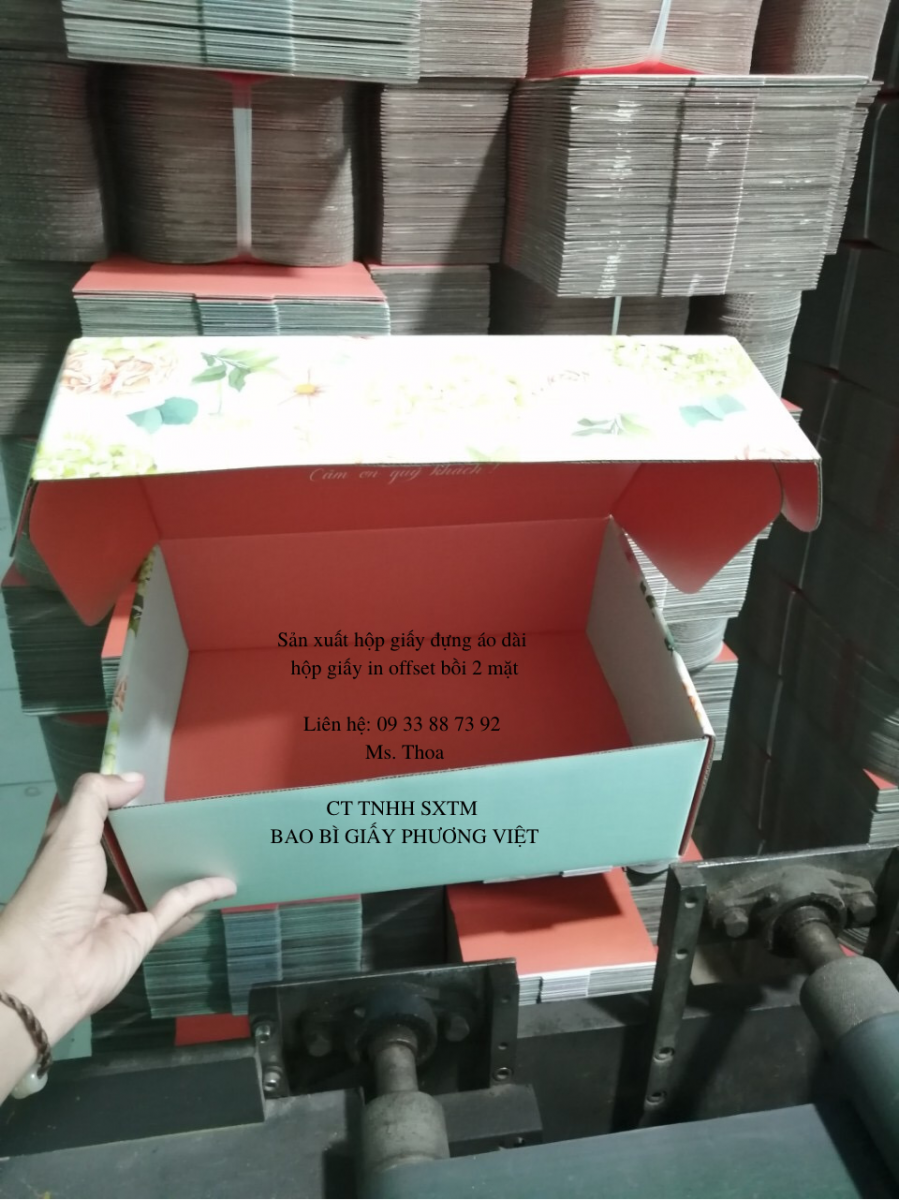 Cảm ơn quý khách !
Sản xuất hộp giấy đựng áo dài
hộp giấy in offset bồi 2 mặt
Liên hệ: 09 33 88 73 92
Ms. Thoa
CT TNHH SXTM
BAO BÌ GIẤY PHƯƠNG VIỆT